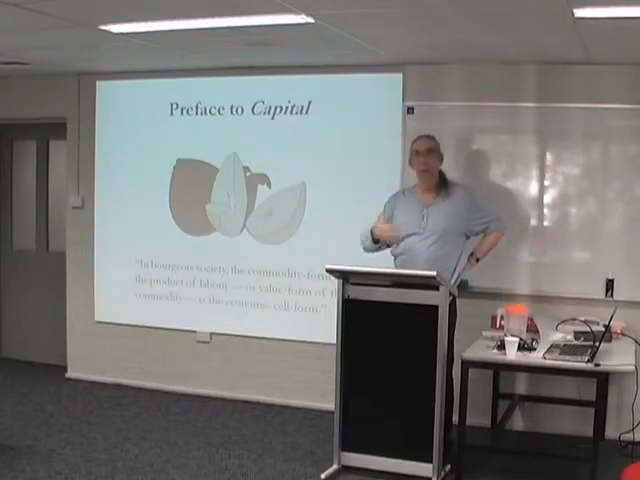 Preface to Capital
"In bourgeois society, the commodity-form
the product of labour — or value-form of t
commodity — is the economic cell-form."